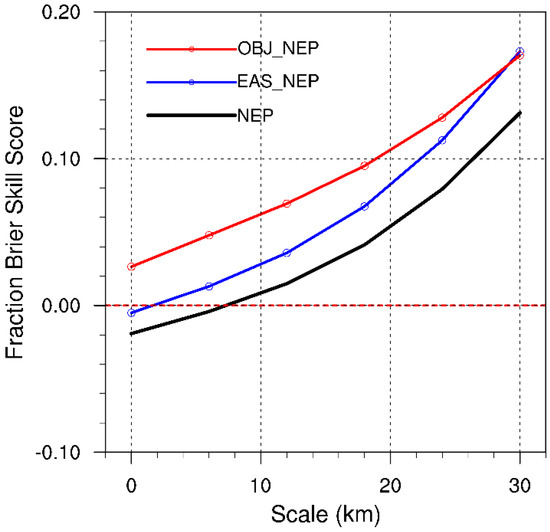 0.20
OBJ_NEP
EAS_NEP
NEP
0.10
Fraction Brier Skill Score
0.00
-0.10
0 10 20 30
Scale (km)